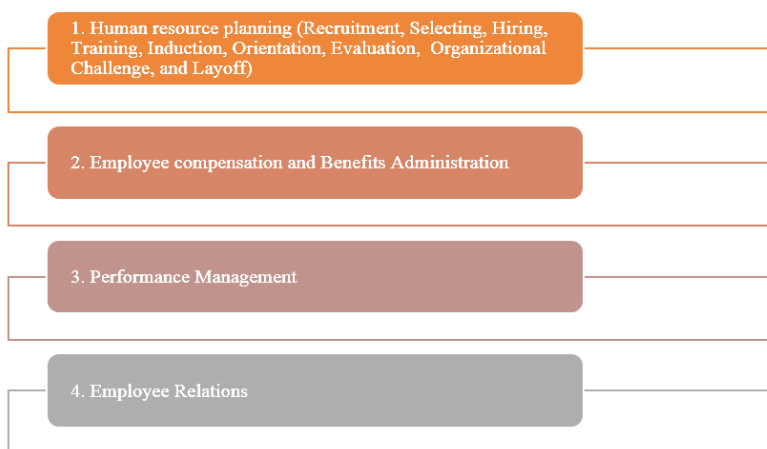 1. Human resource planning (Recruitment, Selecting, Hiring,
Training, Induction, Orientation, Evaluation, Organizational
Challenge, and Layoff)
2. Employee compensation and Benefits Administration
3. Performance Management
4. Employee Relations